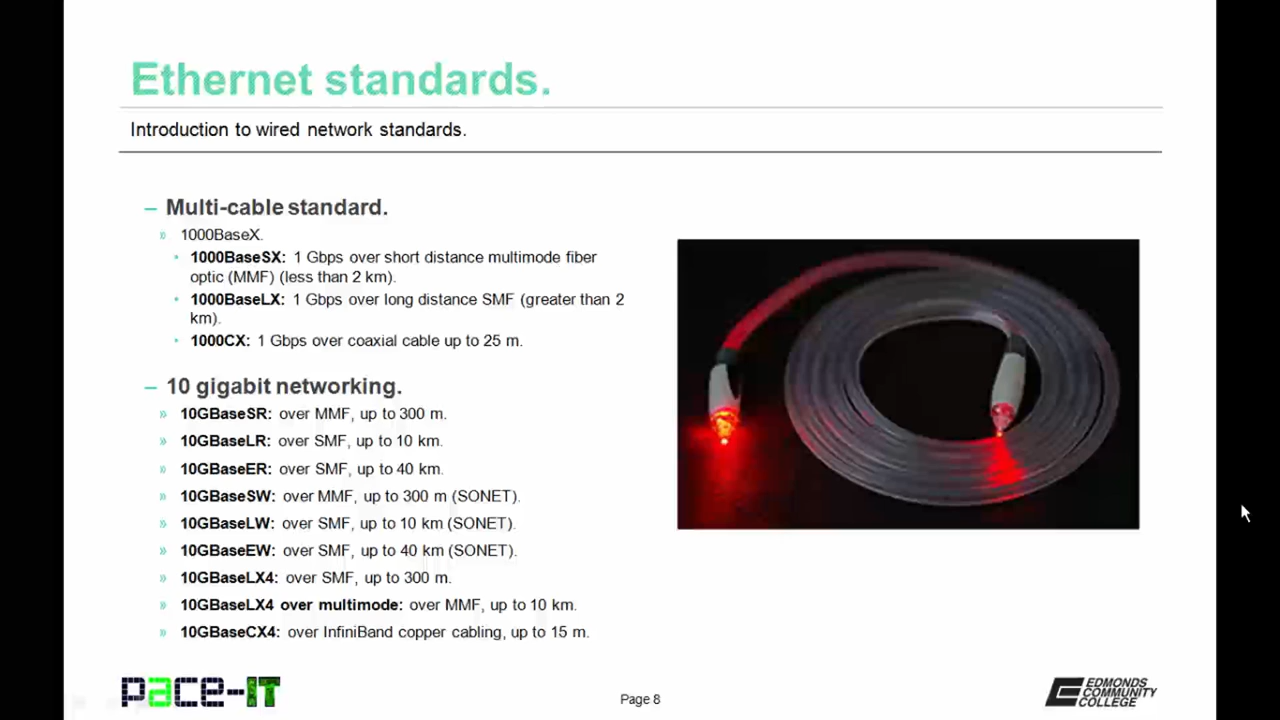 Ethernet standards.
Introduction to wired network standards.
– Multi-cable standard.
» 1000BaseX.
• 1000BaseSX: 1 Gbps over short distance multimode fiber
optic (MMF) (less than 2 km).
• 1000BaseLX: 1 Gbps over long distance SMF (greater than 2
km).
• 1000CX: 1 Gbps over coaxial cable up to 25 m.
– 10 gigabit networking.
» 10GBaseSR: over MMF, up to 300 m.
» 10GBaseLR: over SMF, up to 10 km.
» 10GBaseER: over SMF, up to 40 km.
» 10GBaseSW: over MMF, up to 300 m (SONET).
» 10GBaseLW: over SMF, up to 10 km (SONET).
» 10GBaseEW: over SMF, up to 40 km (SONET).
» 10GBaseLX4: over SMF, up to 300 m.
» 10GBaseLX4 over multimode: over MMF, up to 10 km.
» 10GBaseCX4: over InfiniBand copper cabling, up to 15 m.
pace-IT
Page 8
EDMONDS
COMMUNITY
COLLEGE